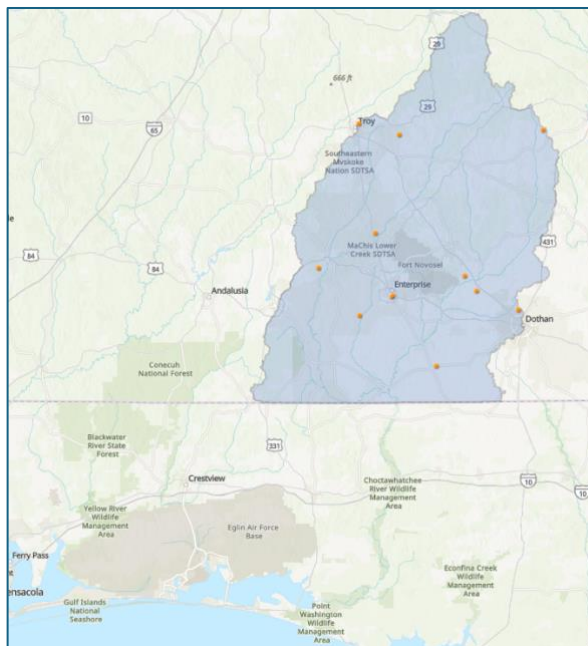 29
666 ft
10
65
29
Troy
Southeastern
Mvskoke
Nation SDTSA
431
84
84
MaChis Lower
Creek SDTSA
Fort Novosel
Enterprise
Andalusia
Dothan
Conecuh
National Forest
Blackwater
River State
Forest
331
Crestview
10
10
Choctawhatchee
River Wildlife
Management
Area
Yellow River
Wildlife
Management
Area
Eglin Air Force
Base
Ferry Pass
ensacola
Gulf Islands
National
Seashore
Econfina Creek
Wildlife
Management
Area
Point
Washington
Wildlife
Management
Area